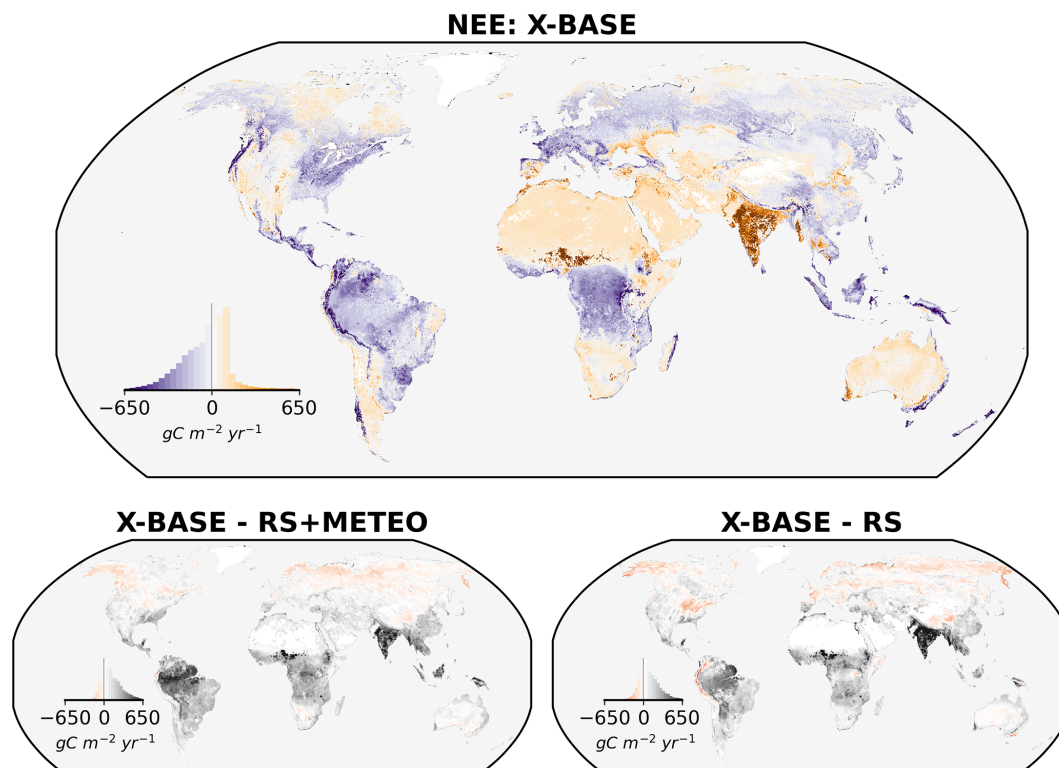 NEE: X-BASE
−650 0 650
gC m⁻² yr⁻¹
X-BASE - RS+METEO
X-BASE - RS
−650 0 650
gC m⁻² yr⁻¹
−650 0 650
gC m⁻² yr⁻¹